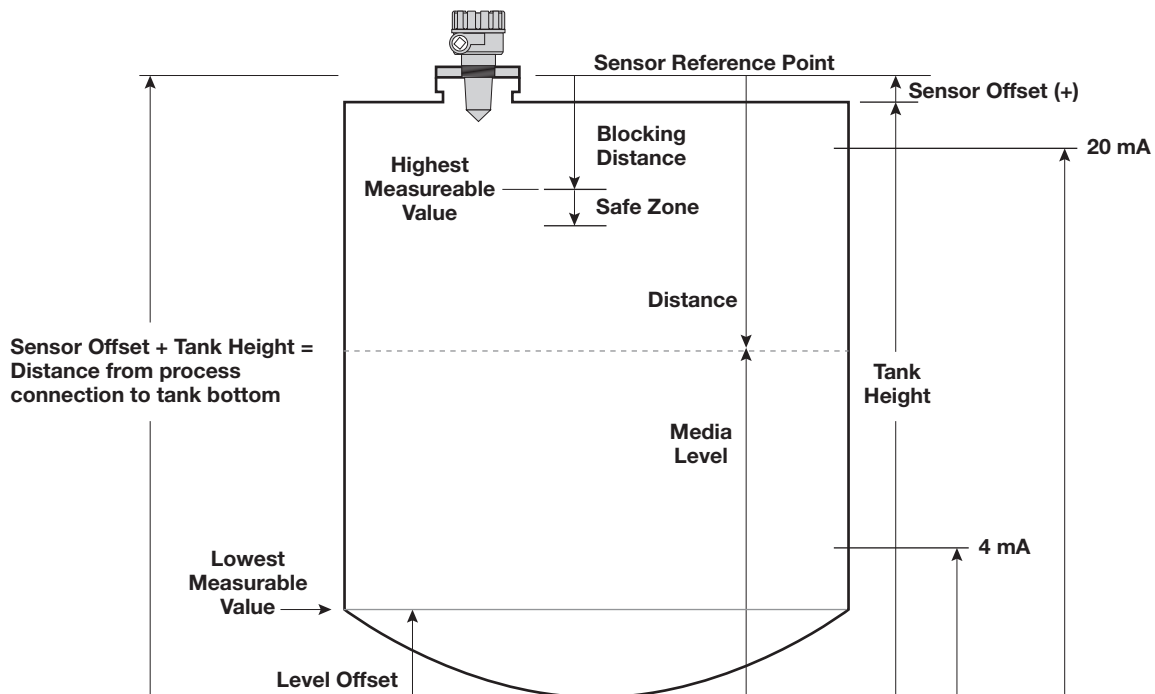 Sensor Reference Point
Sensor Offset (+)
Blocking
Distance
20 mA
Highest
Measureable
Value
Safe Zone
Distance
Sensor Offset + Tank Height =
Distance from process
connection to tank bottom
Tank
Height
Media
Level
4 mA
Lowest
Measurable
Value
Level Offset